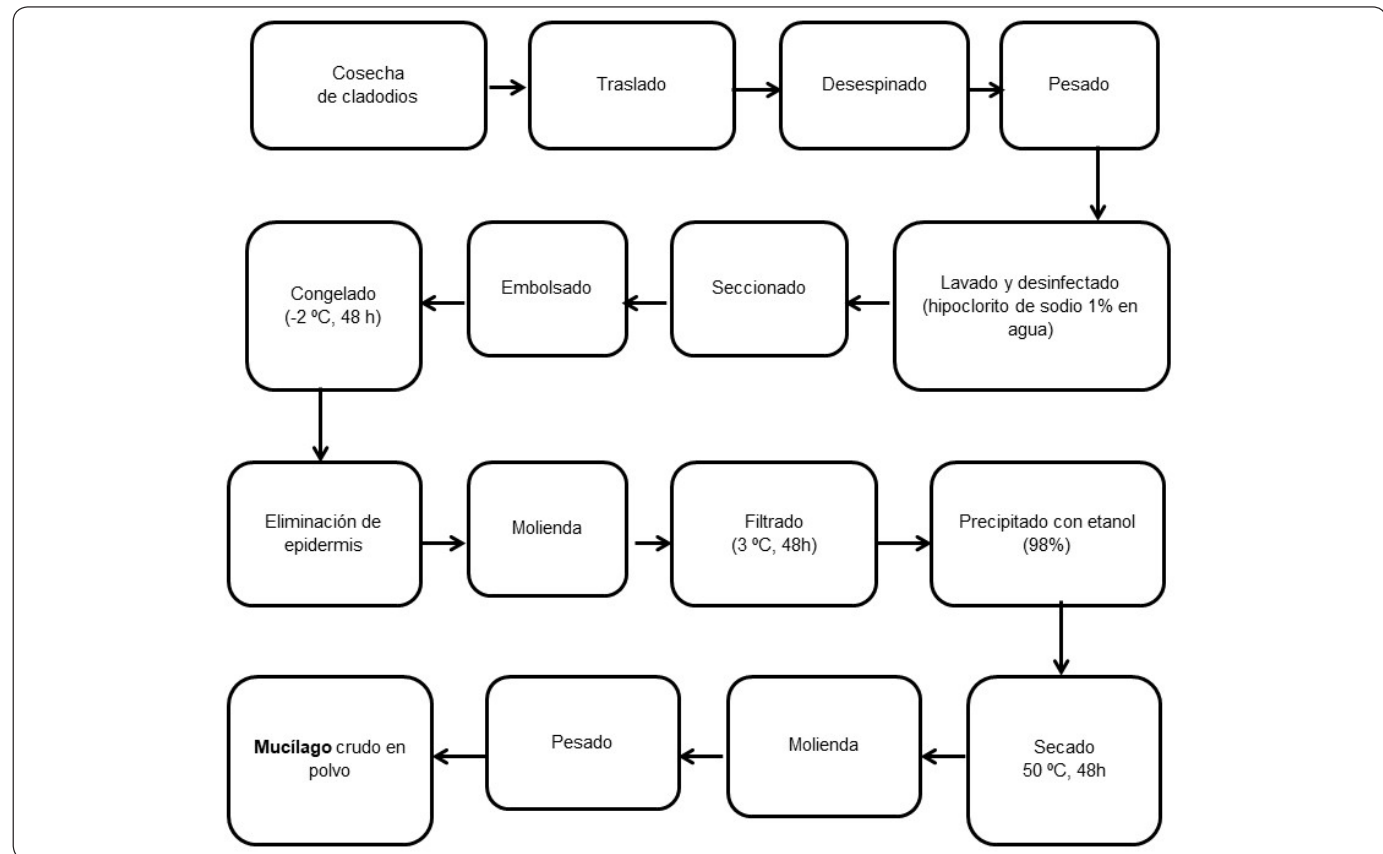 Cosecha
de cladodios
Traslado
Desespinado
Pesado
Lavado y desinfectado
(hipoclorito de sodio 1% en
agua)
Seccionado
Embolsado
Congelado
(-2 ºC, 48 h)
Eliminación de
epidermis
Molienda
Filtrado
(3 ºC, 48h)
Precipitado con etanol
(98%)
Secado
50 ºC, 48h
Molienda
Pesado
Mucílago crudo en
polvo